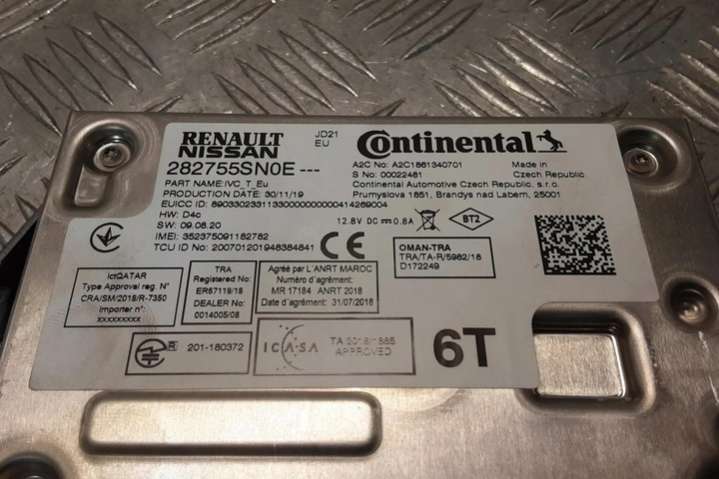 RENAULT NISSAN
JD21 EU
Continental
282755SN0E ---
A2C No: A2C1861340701
Made in
S No: 00022481
Czech Republic
PART NAME:IVC_T_Eu
Continental Automotive Czech Republic, s.r.o.
PRODUCTION DATE: 30/11/19
Prumyslova 1851, Brandys nad Labem, 25001
EUICC ID:
HW: D4c
12.8V DC 0.8A
BT2
SW: 09.08.20
IMEI: 352375091182782
CE
TCU ID No: 2007012019483848​41
OMAN-TRA
TRA/TA-R/5982/18
D172249
ictQATAR
Type Approval reg. N°
CRA/SM/2018/R-7350
Importer n°:
xxxxxxxxx
TRA
Registered No:
ER67119/18
DEALER No:
0014005/08
Agréé par L'ANRT MAROC
Numéro d'agrément:
MR 17184 ANRT 2018
Date d'agrément: 31/07/2018
R 201-180372
ICASA
APPROVED
6T